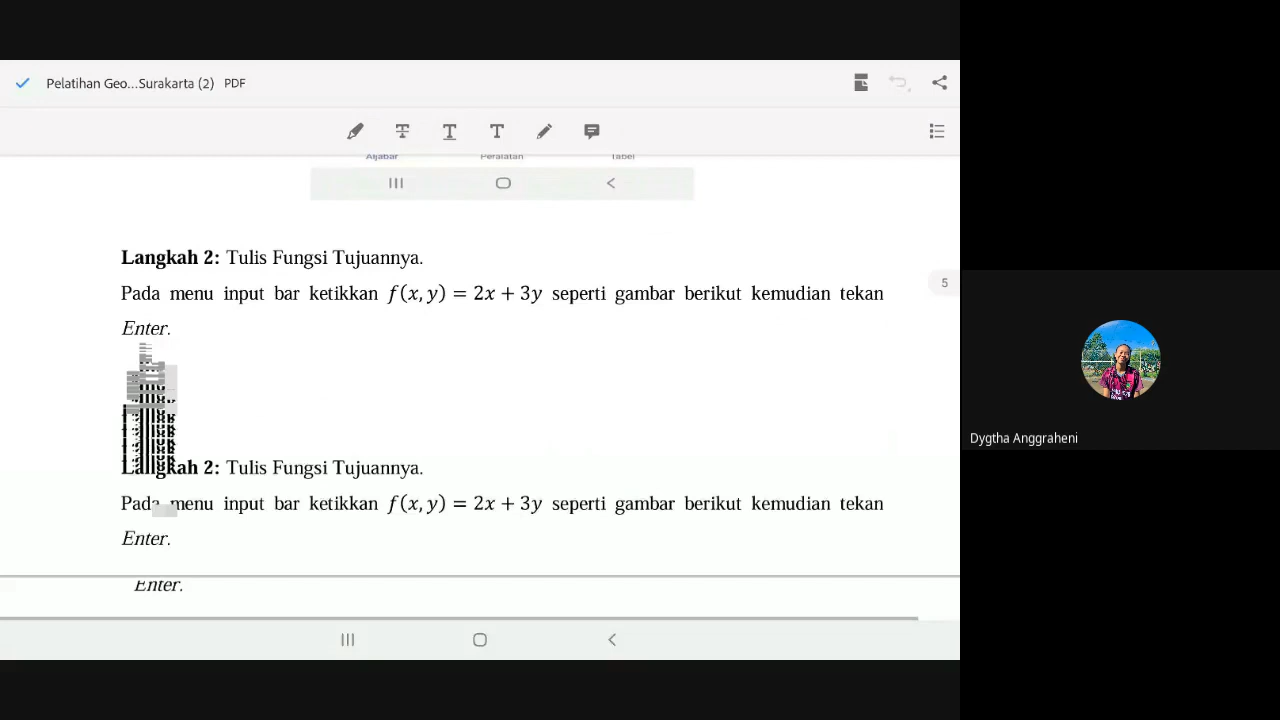 Pelatihan Geo...Surakarta (2) PDF
Aljabar Peralatan Tabel
Langkah 2: Tulis Fungsi Tujuannya.
Pada menu input bar ketikkan f(x, y) = 2x + 3y seperti gambar berikut kemudian tekan
Enter.
5
Langkah 2: Tulis Fungsi Tujuannya.
Pada menu input bar ketikkan f(x, y) = 2x + 3y seperti gambar berikut kemudian tekan
Enter.
Enter.
Dygtha Anggraheni